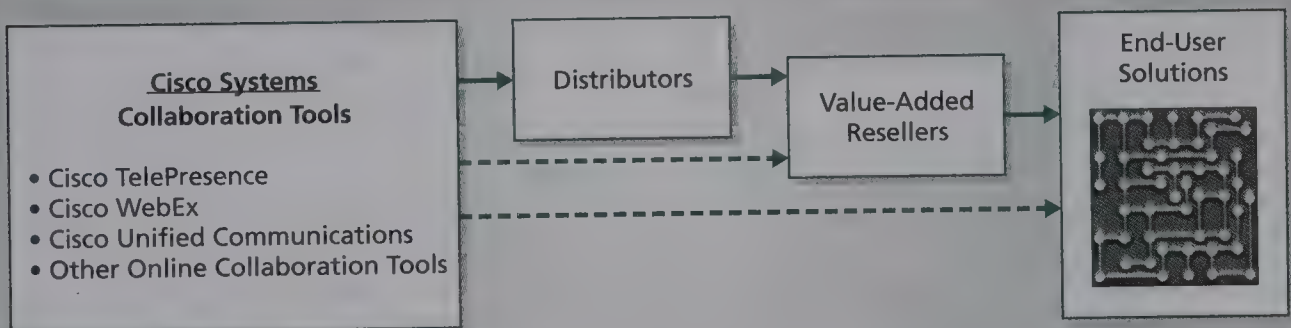 Cisco Systems
Collaboration Tools
• Cisco TelePresence
• Cisco WebEx
• Cisco Unified Communications
• Other Online Collaboration Tools
Distributors
Value-Added
Resellers
End-User
Solutions